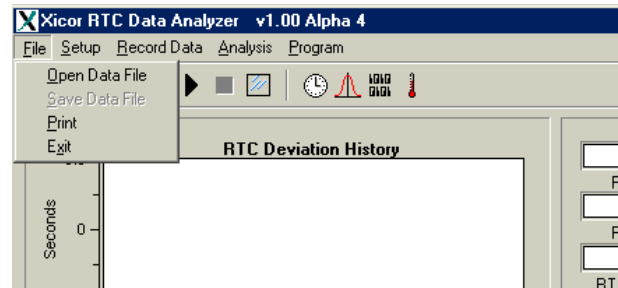 Xicor RTC Data Analyzer v1.00 Alpha 4
File Setup Record Data Analysis Program
Open Data File
Save Data File
Print
Exit
RTC Deviation History
Seconds
0
RT